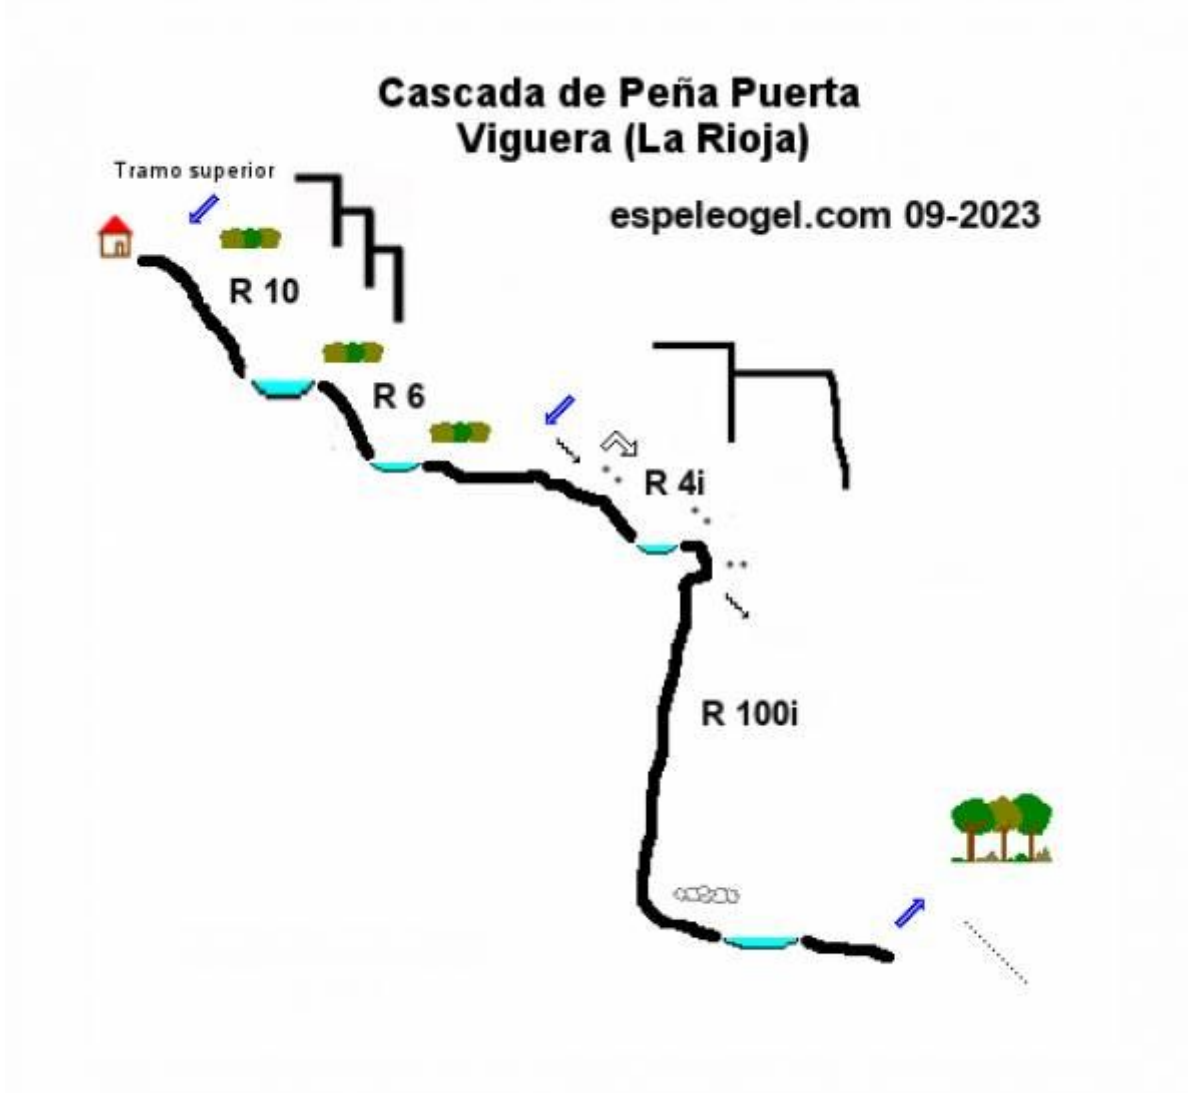 Cascada de Peña Puerta
Viguera (La Rioja)
Tramo superior
espeleogel.com 09-2023
R 10
R 6
R 4i
R 100i